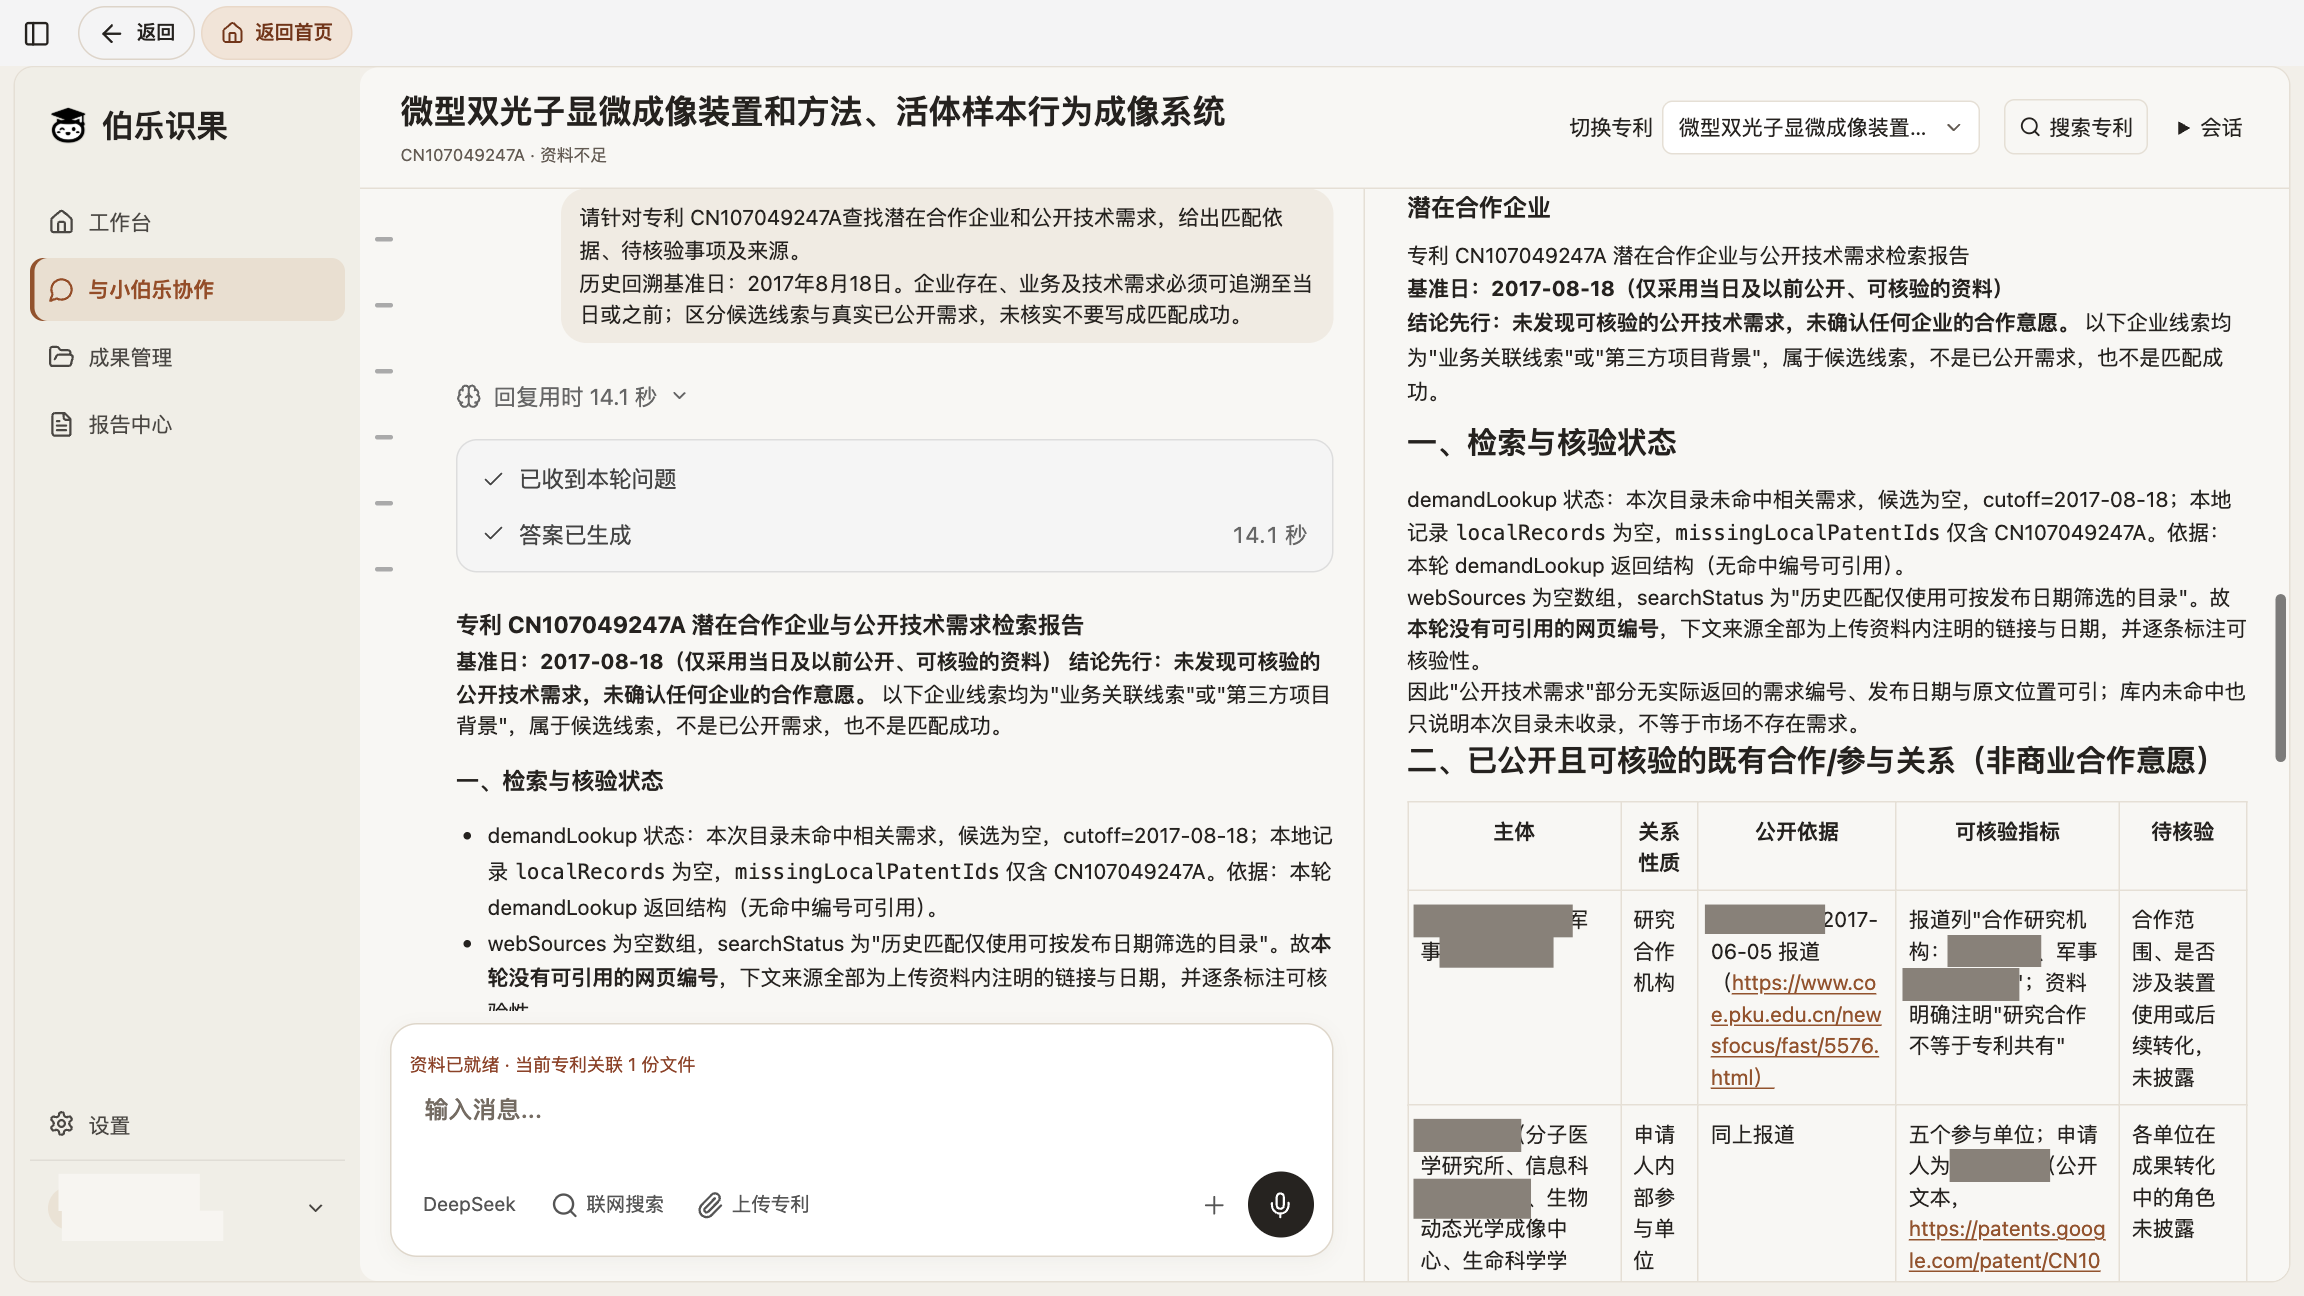 返回
返回首页
伯乐识果
工作台
与小伯乐协作
成果管理
报告中心
设置
微型双光子显微成像装置和方法、活体样本行为成像系统
CN107049247A · 资料不足
切换专利
微型双光子显微成像装置...
搜索专利
会话
请针对专利 CN107049247A查找潜在合作企业和公开技术需求，给出匹配依
据、待核验事项及来源。
历史回溯基准日：2017年8月18日。企业存在、业务及技术需求必须可追溯至当
日或之前；区分候选线索与真实已公开需求，未核实不要写成匹配成功。
回复用时 14.1 秒
已收到本轮问题
答案已生成
14.1 秒
专利 CN107049247A 潜在合作企业与公开技术需求检索报告
基准日：2017-08-18（仅采用当日及以前公开、可核验的资料） 结论先行：未发现可核验的
公开技术需求，未确认任何企业的合作意愿。 以下企业线索均为"业务关联线索"或"第三方项目
背景"，属于候选线索，不是已公开需求，也不是匹配成功。
一、检索与核验状态
demandLookup 状态：本次目录未命中相关需求，候选为空，cutoff=2017-08-18；本地记
录 localRecords 为空，missingLocalPatentIds 仅含 CN107049247A。依据：本轮
demandLookup 返回结构（无命中编号可引用）。
webSources 为空数组，searchStatus 为"历史匹配仅使用可按发布日期筛选的目录"。故本
轮没有可引用的网页编号，下文来源全部为上传资料内注明的链接与日期，并逐条标注可核
验性
资料已就绪 · 当前专利关联 1 份文件
输入消息...
DeepSeek
联网搜索
上传专利
潜在合作企业
专利 CN107049247A 潜在合作企业与公开技术需求检索报告
基准日：2017-08-18（仅采用当日及以前公开、可核验的资料）
结论先行：未发现可核验的公开技术需求，未确认任何企业的合作意愿。 以下企业线索均
为"业务关联线索"或"第三方项目背景"，属于候选线索，不是已公开需求，也不是匹配成
功。
一、检索与核验状态
demandLookup 状态：本次目录未命中相关需求，候选为空，cutoff=2017-08-18；本地
记录 localRecords 为空，missingLocalPatentIds 仅含 CN107049247A。依据：
本轮 demandLookup 返回结构（无命中编号可引用）。
webSources 为空数组，searchStatus 为"历史匹配仅使用可按发布日期筛选的目录"。故
本轮没有可引用的网页编号，下文来源全部为上传资料内注明的链接与日期，并逐条标注可
核验性。
因此"公开技术需求"部分无实际返回的需求编号、发布日期与原文位置可引；库内未命中也
只说明本次目录未收录，不等于市场不存在需求。
二、已公开且可核验的既有合作/参与关系（非商业合作意愿）
主体
关系
性质
公开依据
可核验指标
待核验
军
事
研究
合作
机构
2017-
06-05 报道
（https://www.co
e.pku.edu.cn/new
sfocus/fast/5576.
html）
报道列"合作研究机
构：
、军事
"；资料
明确注明"研究合作
不等于专利共有"
合作范
围、是否
涉及装置
使用或后
续转化，
未披露
(分子医
学研究所、信息科
、生物
动态光学成像中
心、生命科学学
申请
人内
部参
与单
位
同上报道
五个参与单位；申请
人为
(公开
文本，
https://patents.goog
le.com/patent/CN10
各单位在
成果转化
中的角色
未披露